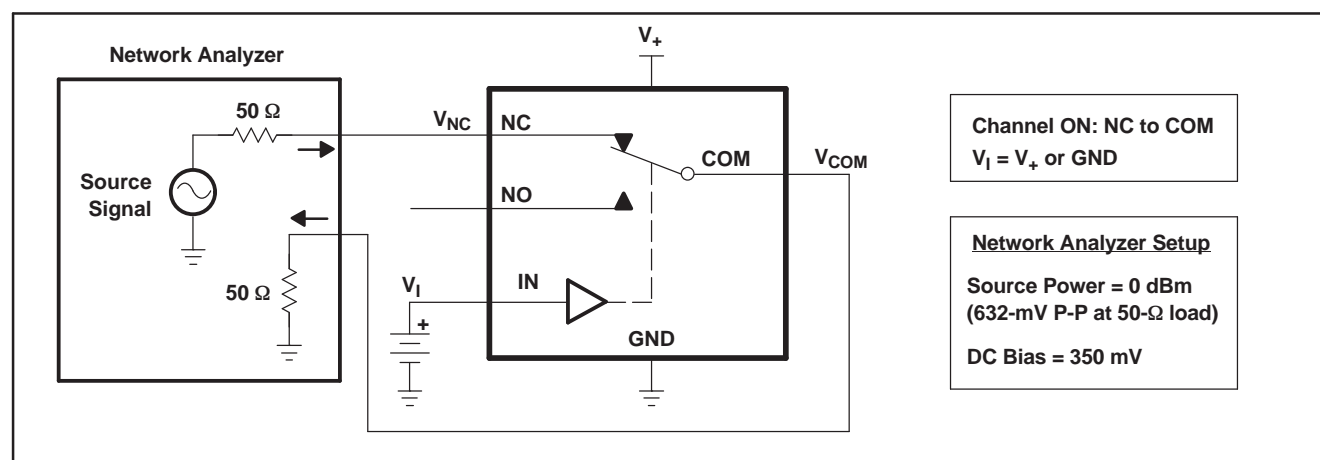 Network Analyzer
50 Ω
Source
Signal
50 Ω
V+
VNC
NC
COM
VCOM
NO
VI
IN
+
GND
Channel ON: NC to COM
VI = V+ or GND
Network Analyzer Setup
Source Power = 0 dBm
(632-mV P-P at 50-Ω load)
DC Bias = 350 mV